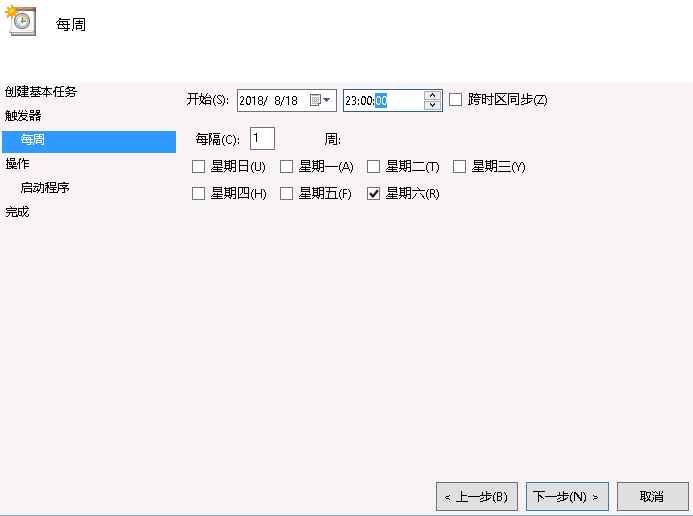 每周
创建基本任务
触发器
每周
操作
启动程序
完成
开始(S): 2018/ 8/18 23:00:00 跨时区同步(Z)
每隔(C): 1 周:
星期日(U) 星期一(A) 星期二(T) 星期三(Y)
星期四(H) 星期五(F) 星期六(R)
< 上一步(B) 下一步(N) > 取消